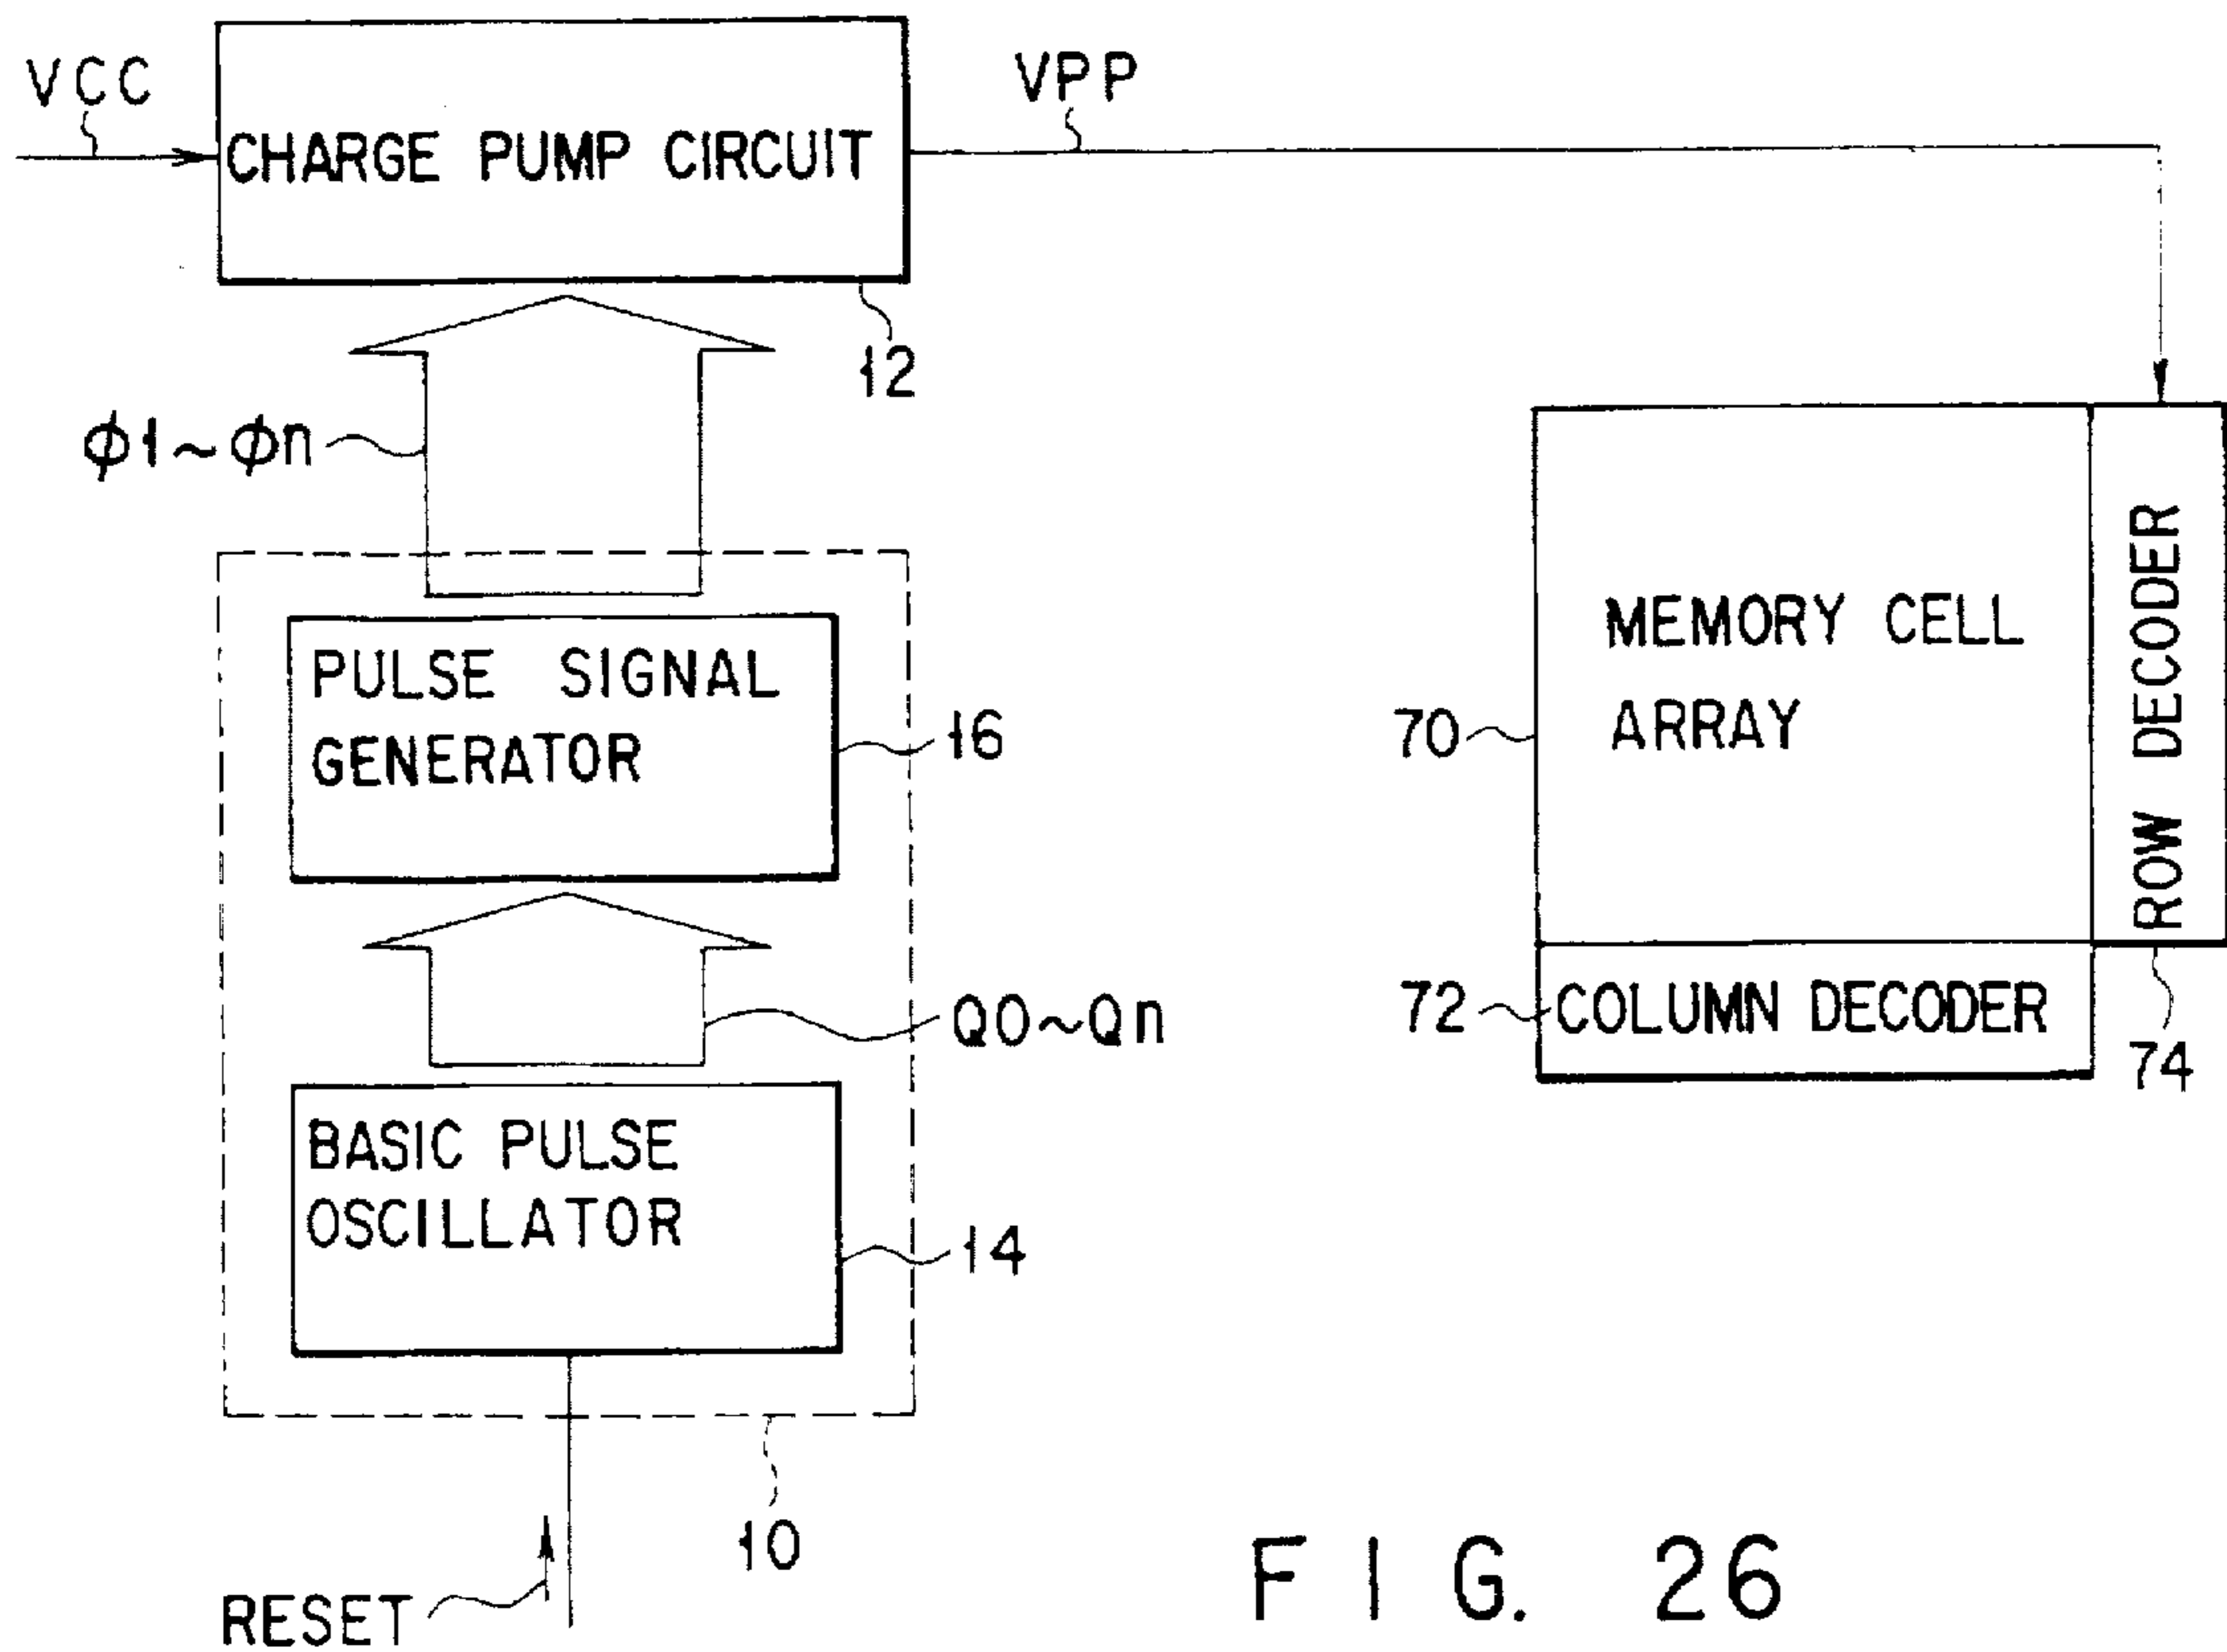 VCC
CHARGE PUMP CIRCUIT
VPP
12
ϕ1~ϕn
PULSE SIGNAL
GENERATOR
16
MEMORY CELL
ARRAY
70
ROW DECODER
Q0~Qn
72
COLUMN DECODER
74
BASIC PULSE
OSCILLATOR
14
10
RESET
FIG. 26